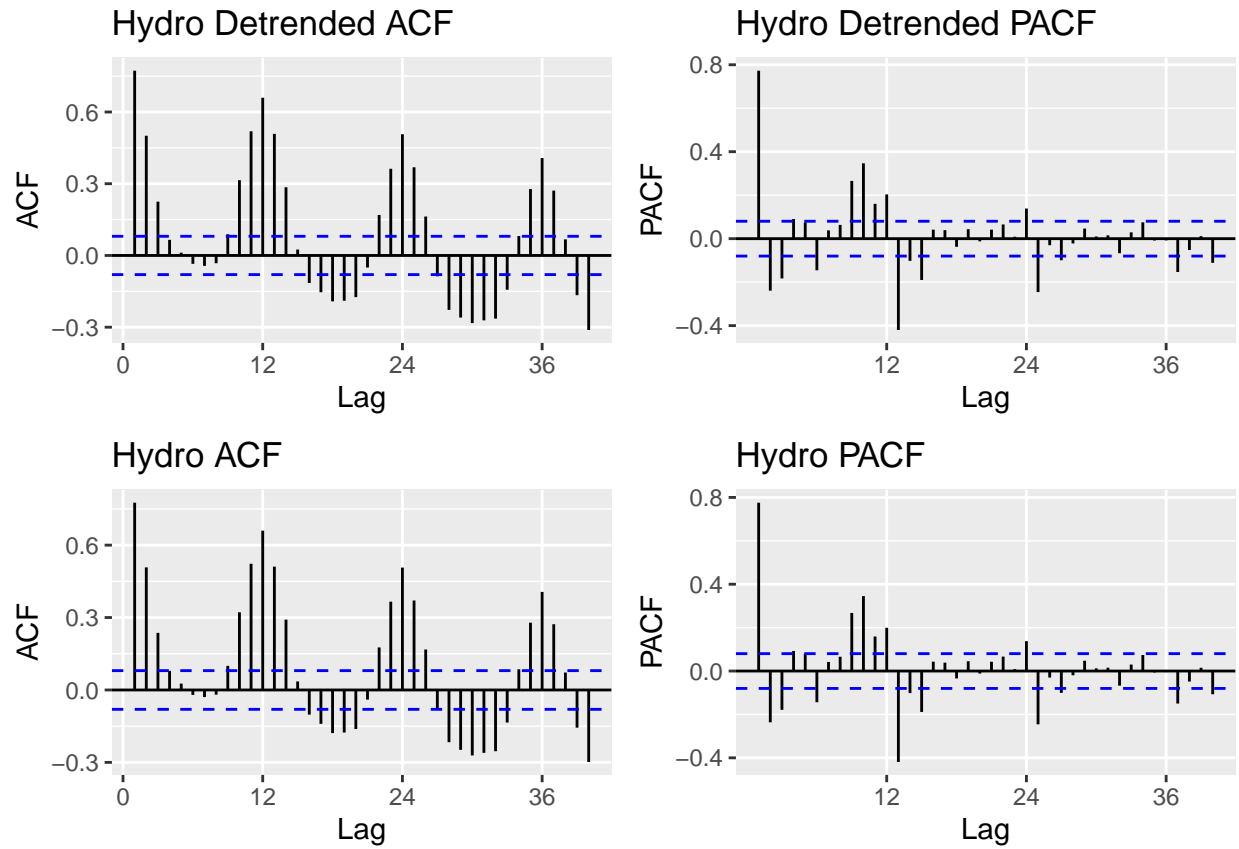 Hydro Detrended ACF
ACF
0.6
0.3
0.0
−0.3
0 12 24 36
Lag
Hydro Detrended PACF
PACF
0.8
0.4
0.0
−0.4
12 24 36
Lag
Hydro ACF
ACF
0.6
0.3
0.0
−0.3
0 12 24 36
Lag
Hydro PACF
PACF
0.8
0.4
0.0
−0.4
12 24 36
Lag